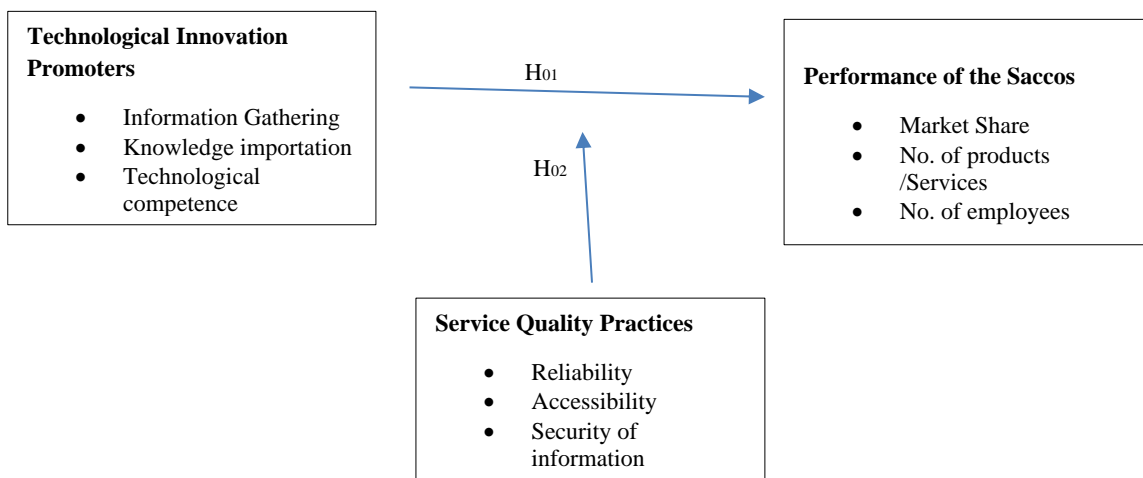 Technological Innovation
Promoters
• Information Gathering
• Knowledge importation
• Technological
competence
H01
H02
Performance of the Saccos
• Market Share
• No. of products
/Services
• No. of employees
Service Quality Practices
• Reliability
• Accessibility
• Security of
information